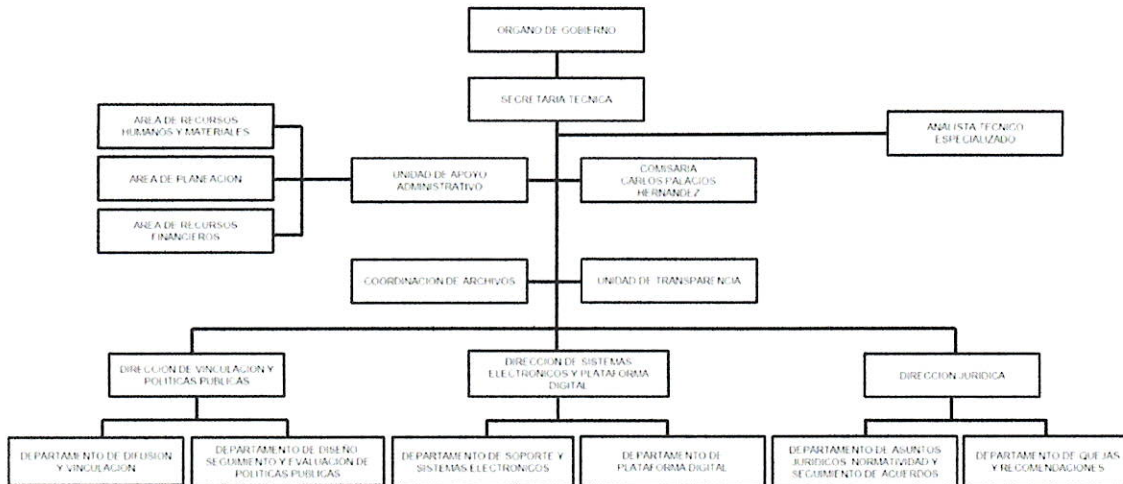 ORGANO DE GOBIERNO
SECRETARIA TECNICA
AREA DE RECURSOS
HUMANOS Y MATERIALES
ANALISTA TECNICO
ESPECIALIZADO
AREA DE PLANEACION
UNIDAD DE APOYO
ADMINISTRATIVO
COMISARIA
CARLOS PALACIOS
HERNANDEZ
AREA DE RECURSOS
FINANCIEROS
COORDINACION DE ARCHIVOS
UNIDAD DE TRANSPARENCIA
DIRECCION DE VINCULACION Y
POLITICAS PUBLICAS
DIRECCION DE SISTEMAS
ELECTRONICOS Y PLATAFORMA
DIGITAL
DIRECCION JURIDICA
DEPARTAMENTO DE DIFUSION
Y VINCULACION
DEPARTAMENTO DE DISEÑO
SEGUIMIENTO Y EVALUACION DE
POLITICAS PUBLICAS
DEPARTAMENTO DE SOPORTE Y
SISTEMAS ELECTRONICOS
DEPARTAMENTO DE
PLATAFORMA DIGITAL
DEPARTAMENTO DE ASUNTOS
JURIDICOS, NORMATIVIDAD Y
SEGUIMIENTO DE ACUERDOS
DEPARTAMENTO DE QUEJAS
Y RECOMENDACIONES